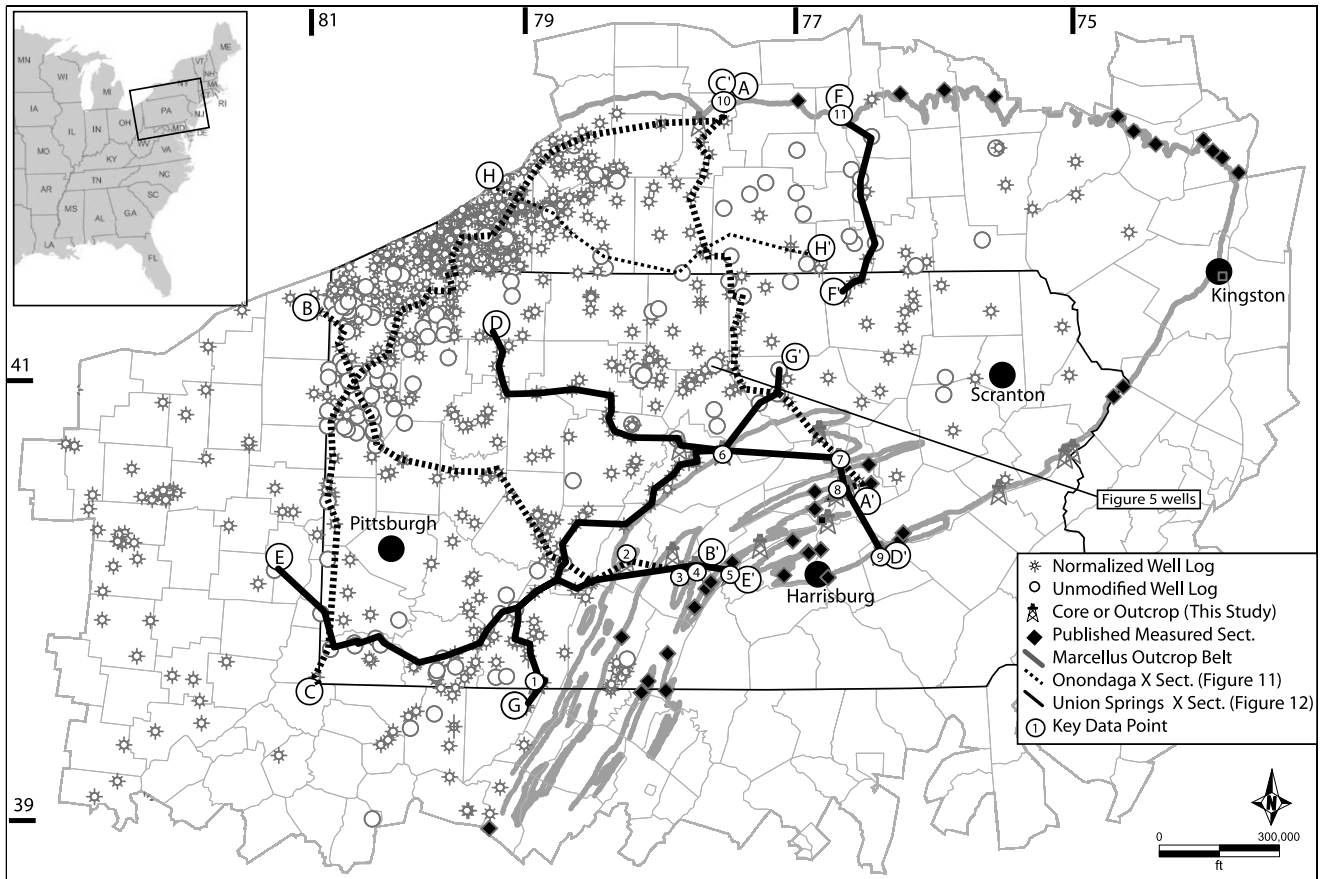 81
79
77
75
ME
MN
VT
NH
WI
NY
MA
CT
RI
MI
IA
PA
NJ
OH
IL
IN
MD
DE
WV
MO
VA
KY
NC
TN
AR
SC
MS
AL
GA
LA
FL
C'
A
F
10
11
H
H'
F'
Kingston
B
D
G'
41
Scranton
6
7
Figure 5 wells
8
A'
Pittsburgh
E
2
B'
3
4
5
E'
9
D'
Harrisburg
C
1
G
39
Normalized Well Log
Unmodified Well Log
Core or Outcrop (This Study)
Published Measured Sect.
Marcellus Outcrop Belt
Onondaga X Sect. (Figure 11)
Union Springs X Sect. (Figure 12)
1 Key Data Point
N
0 300,000
ft